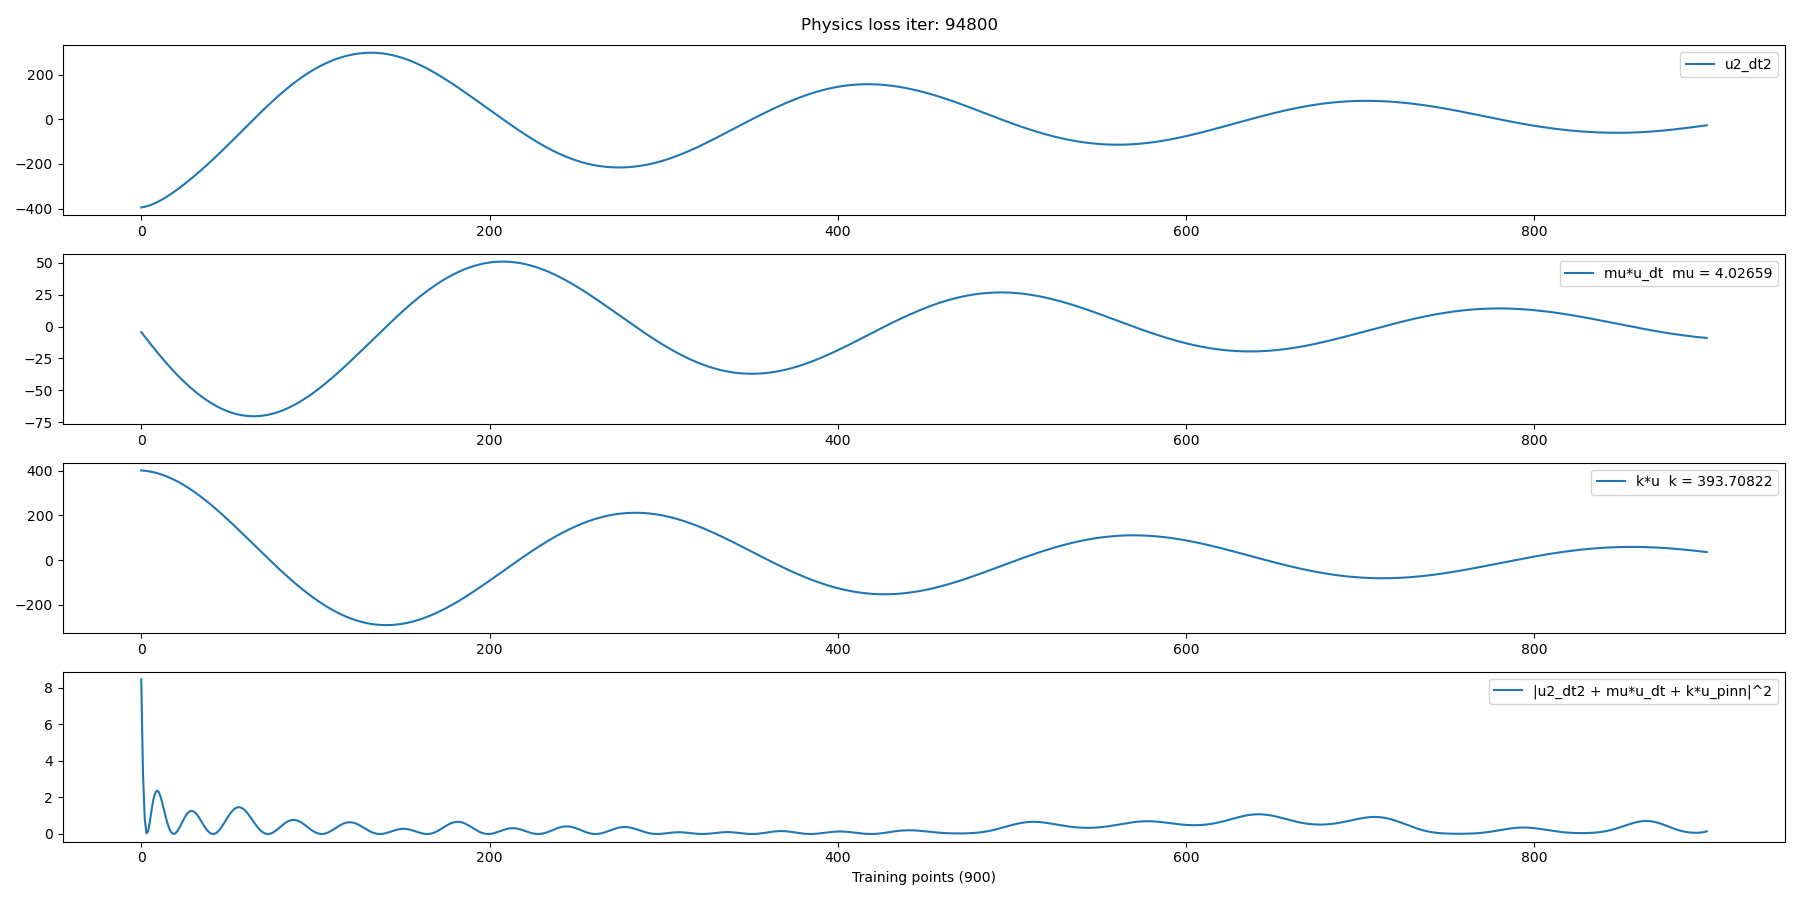 Physics loss iter: 94800
u2_dt2
200
0
−200
−400
0 200 400 600 800
mu*u_dt  mu = 4.02659
50
25
0
−25
−50
−75
0 200 400 600 800
k*u  k = 393.70822
400
200
0
−200
0 200 400 600 800
|u2_dt2 + mu*u_dt + k*u_pinn|^2
8
6
4
2
0
0 200 400 600 800
Training points (900)